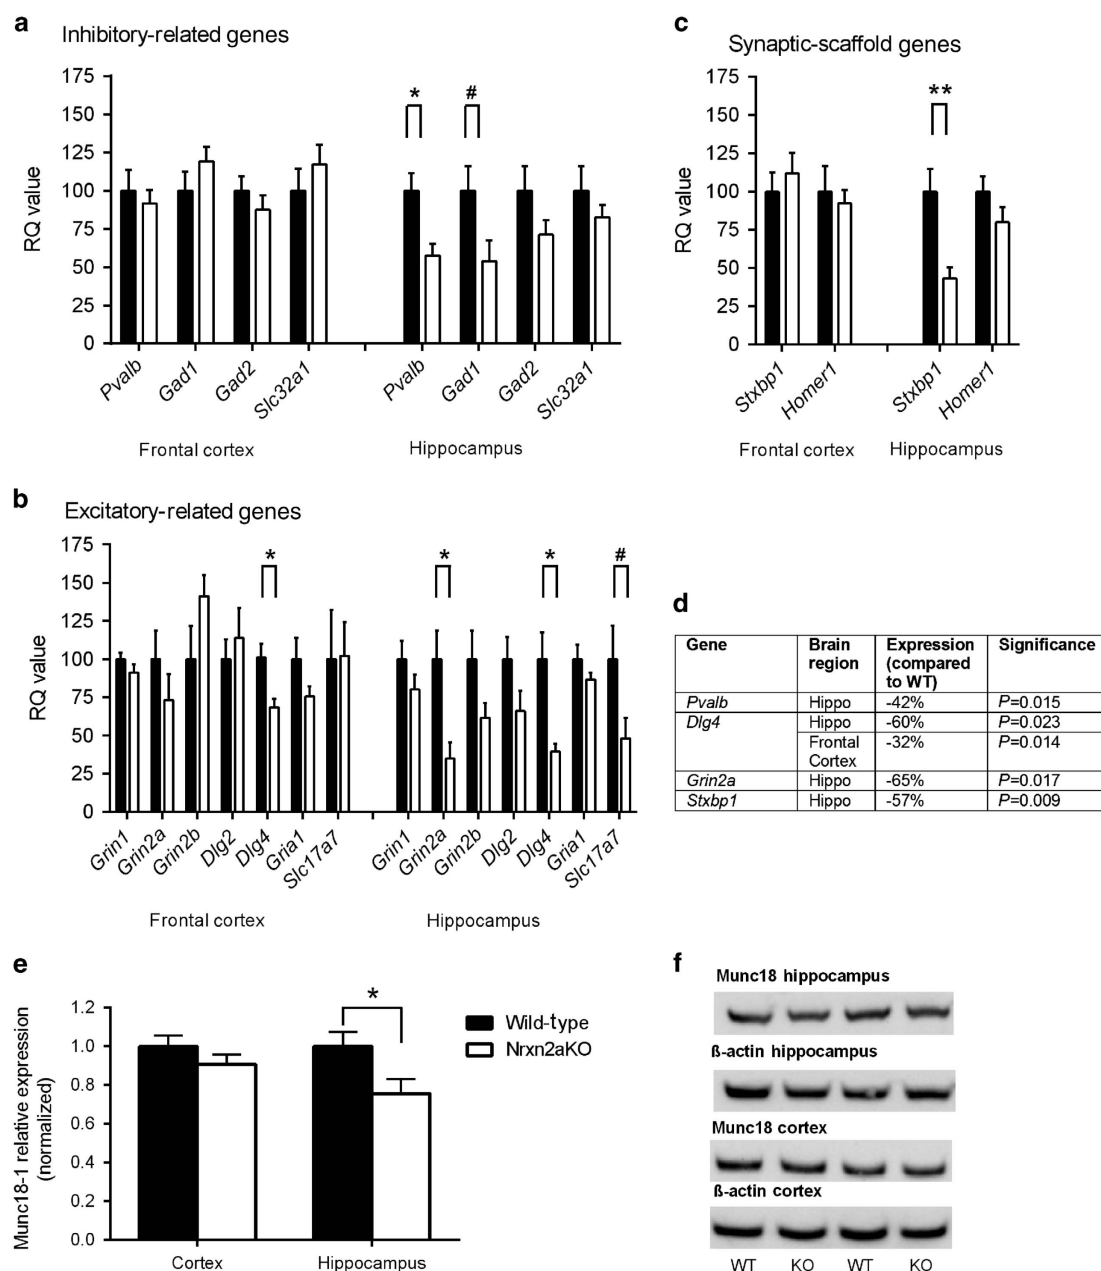 a
Inhibitory-related genes
175
150
125
100
75
50
25
0
RQ value
* #
Pvalb Gad1 Gad2 Slc32a1 Pvalb Gad1 Gad2 Slc32a1
Frontal cortex Hippocampus
c
Synaptic-scaffold genes
175
150
125
100
75
50
25
0
RQ value
**
Stxbp1 Homer1 Stxbp1 Homer1
Frontal cortex Hippocampus
b
Excitatory-related genes
175
150
125
100
75
50
25
0
RQ value
* * * #
Grin1 Grin2a Grin2b Dlg2 Dlg4 Gria1 Slc17a7 Grin1 Grin2a Grin2b Dlg2 Dlg4 Gria1 Slc17a7
Frontal cortex Hippocampus
d
Gene Brain Expression Significance
region (compared
to WT)
Pvalb Hippo -42% P=0.015
Dlg4 Hippo -60% P=0.023
Frontal -32% P=0.014
Cortex
Grin2a Hippo -65% P=0.017
Stxbp1 Hippo -57% P=0.009
e
1.2
1.0
0.8
0.6
0.4
0.2
0.0
Munc18-1 relative expression
(normalized)
*
Wild-type
Nrxn2aKO
Cortex Hippocampus
f
Munc18 hippocampus
ß-actin hippocampus
Munc18 cortex
ß-actin cortex
WT KO WT KO